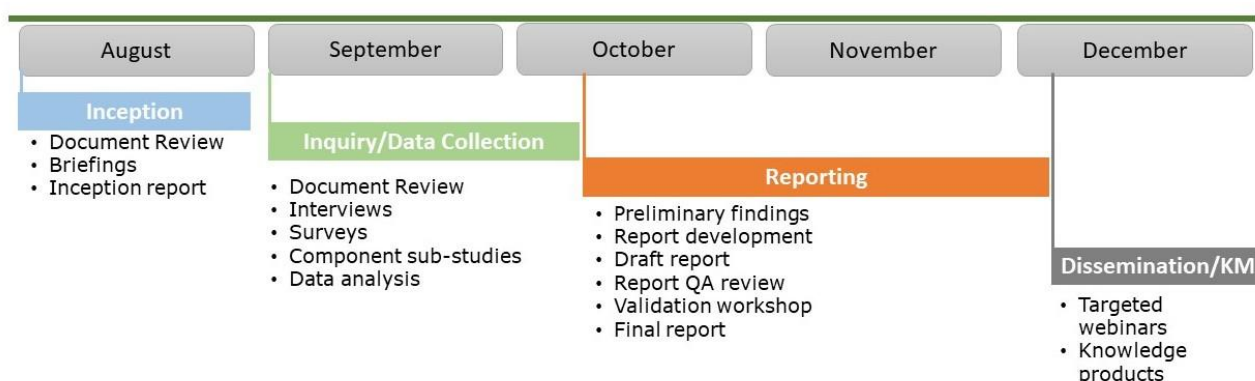 August
September
October
November
December
Inception
• Document Review
• Briefings
• Inception report
Inquiry/Data Collection
• Document Review
• Interviews
• Surveys
• Component sub-studies
• Data analysis
Reporting
• Preliminary findings
• Report development
• Draft report
• Report QA review
• Validation workshop
• Final report
Dissemination/KM
• Targeted
webinars
• Knowledge
products